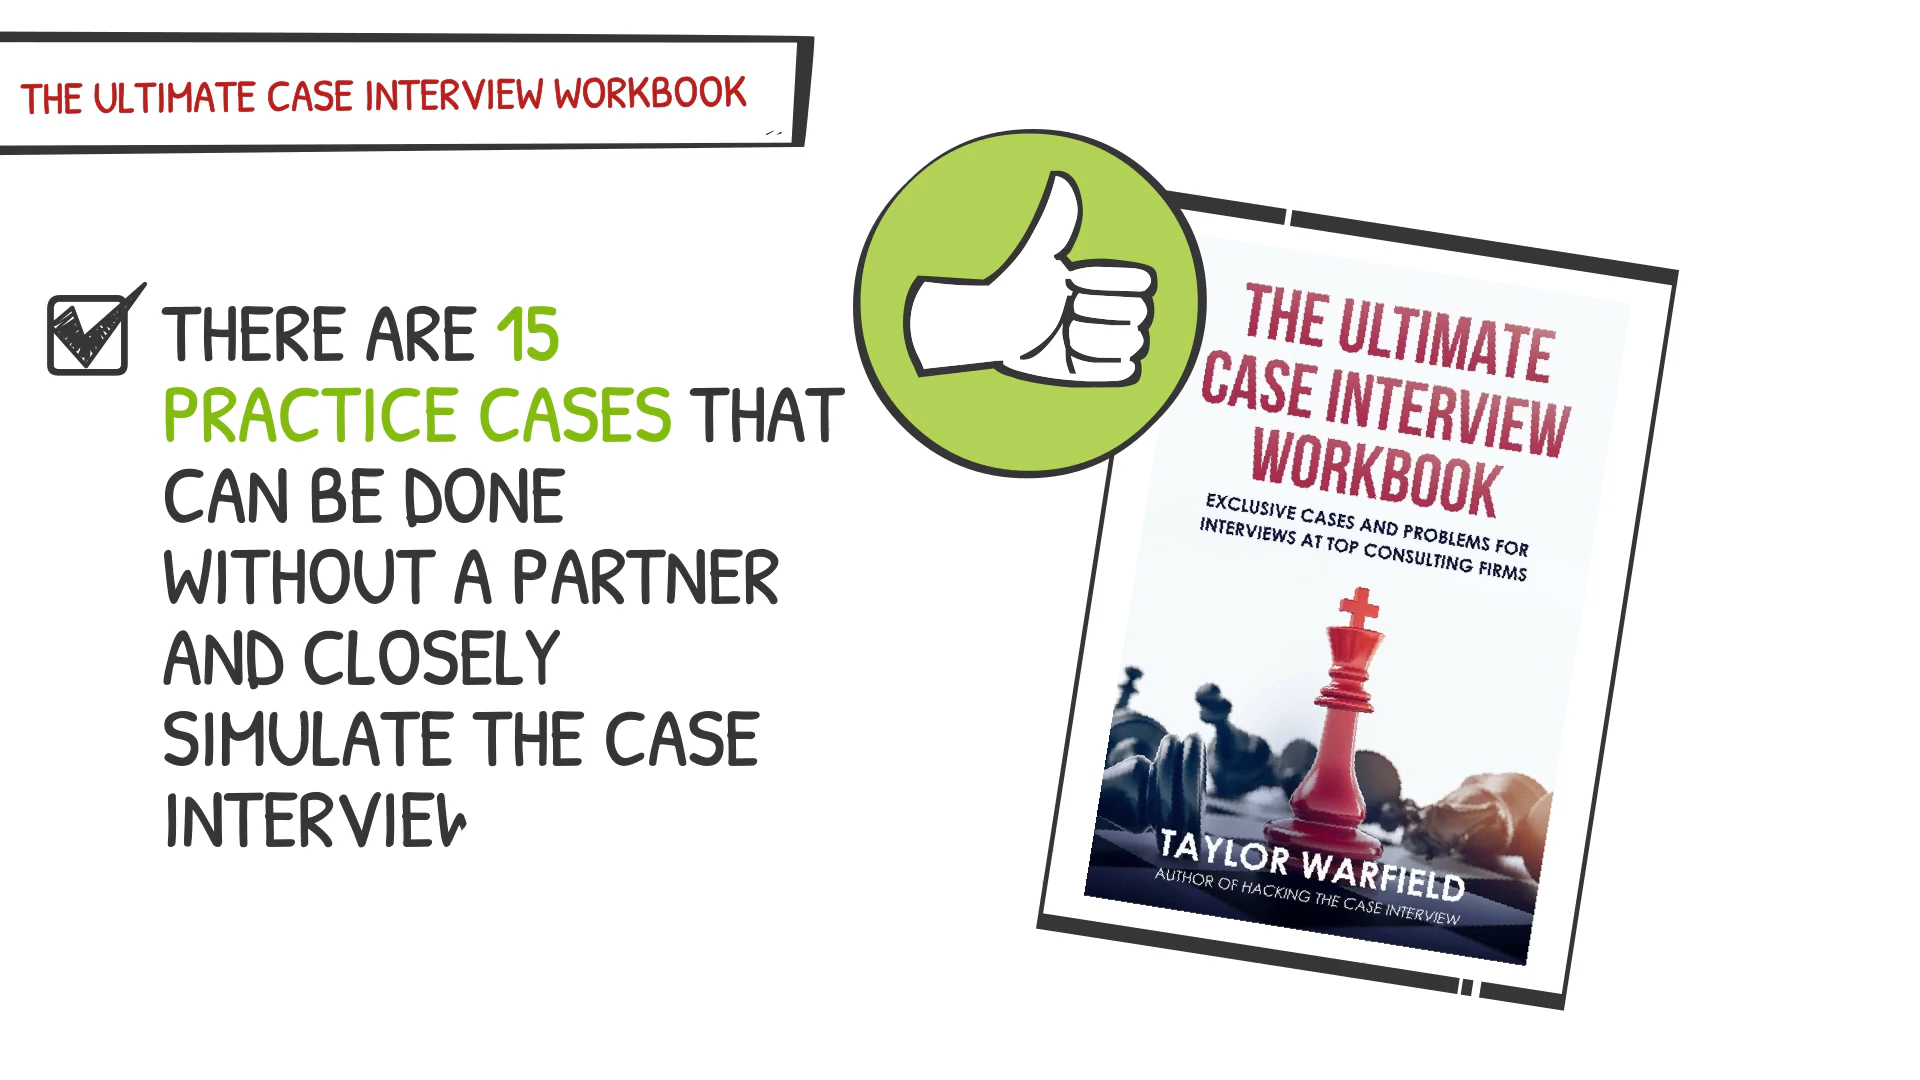 THE ULTIMATE CASE INTERVIEW WORKBOOK
THERE ARE 15
PRACTICE CASES THAT
CAN BE DONE
WITHOUT A PARTNER
AND CLOSELY
SIMULATE THE CASE
INTERVIEW
THE ULTIMATE
CASE INTERVIEW
WORKBOOK
EXCLUSIVE CASES AND PROBLEMS FOR
INTERVIEWS AT TOP CONSULTING FIRMS
TAYLOR WARFIELD
AUTHOR OF HACKING THE CASE INTERVIEW